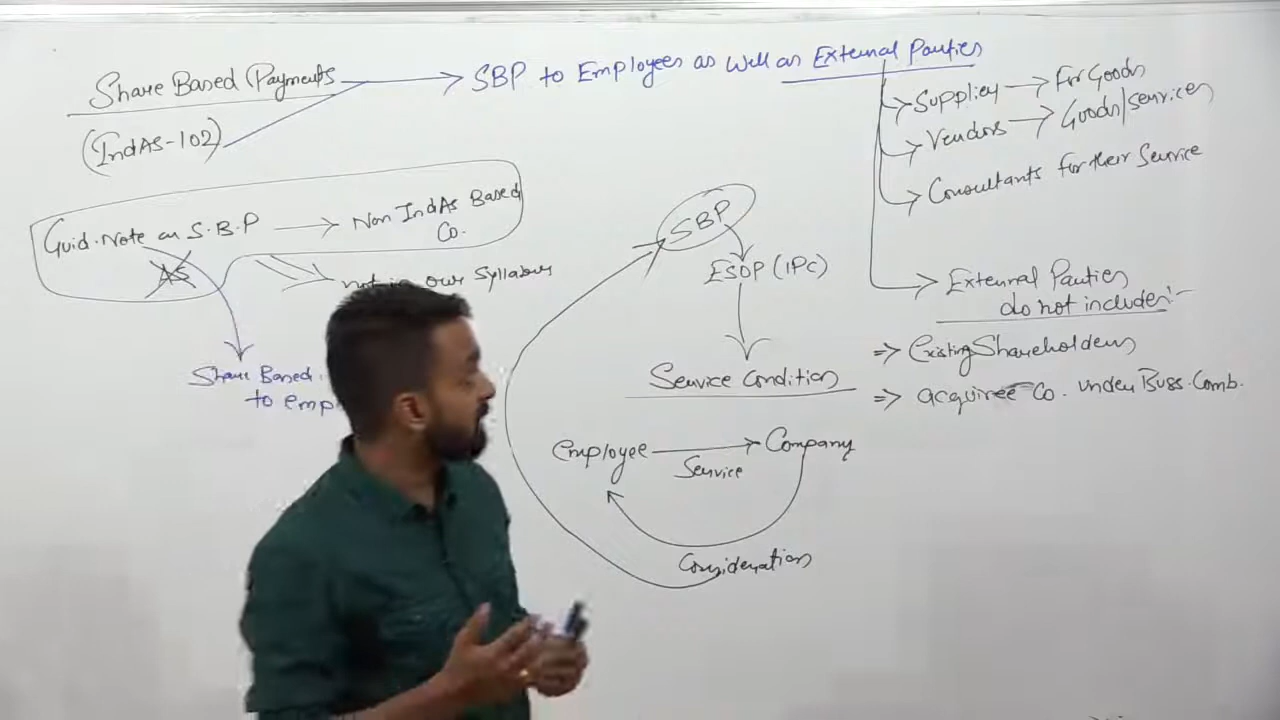 Share Based Payments
(IndAS-102)
SBP to Employees as well as External Parties
Supplier → For Goods
Vendors → Goods/services
Consultants for their Service
Guid. Note on S.B.P → Non IndAs Based
Co.
AS
not in our Syllabus
Share Based
to emp
SBP
ESOP (IPC)
Service Condition
employee → Company
Service
Consideration
External Parties
do not include:-
⇒ Existing Shareholders
⇒ acquiree Co. under Buss. Comb.